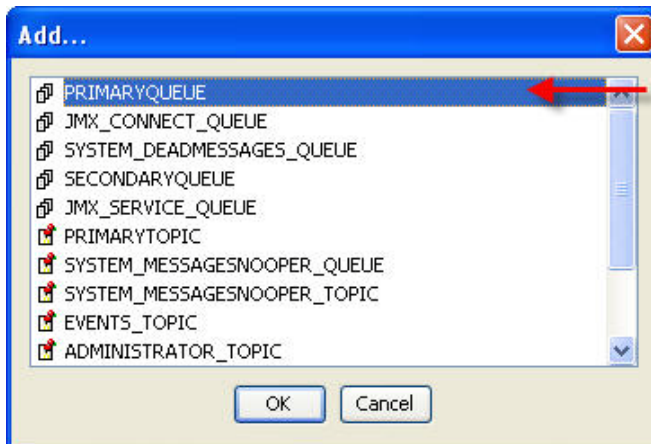 Add...
PRIMARYQUEUE
JMX_CONNECT_QUEUE
SYSTEM_DEADMESSAGES_QUEUE
SECONDARYQUEUE
JMX_SERVICE_QUEUE
PRIMARYTOPIC
SYSTEM_MESSAGESNOOPER_QUEUE
SYSTEM_MESSAGESNOOPER_TOPIC
EVENTS_TOPIC
ADMINISTRATOR_TOPIC
OK Cancel